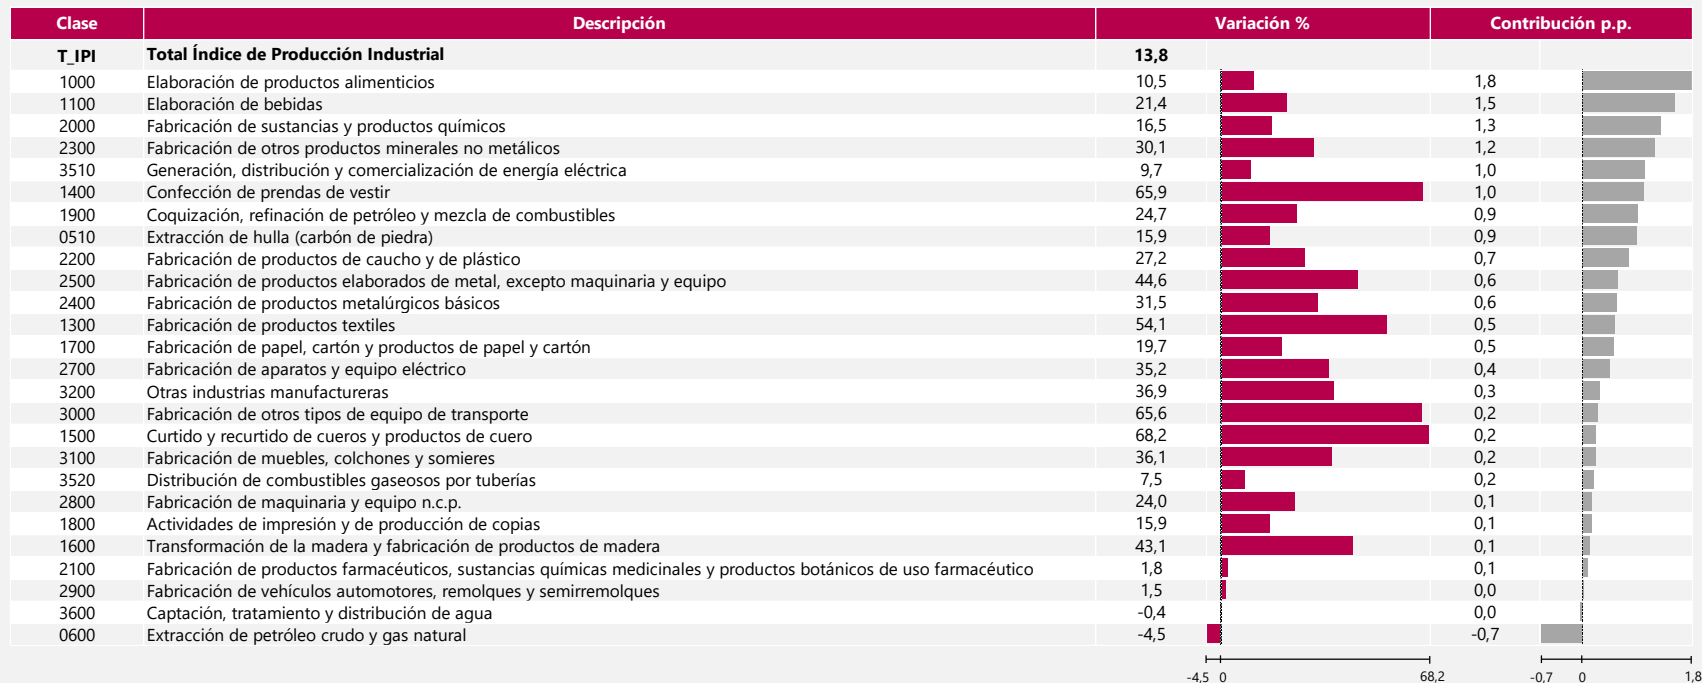 Clase Descripción Variación % Contribución p.p.
T_IPI Total Índice de Producción Industrial 13,8
1000 Elaboración de productos alimenticios 10,5 1,8
1100 Elaboración de bebidas 21,4 1,5
2000 Fabricación de sustancias y productos químicos 16,5 1,3
2300 Fabricación de otros productos minerales no metálicos 30,1 1,2
3510 Generación, distribución y comercialización de energía eléctrica 9,7 1,0
1400 Confección de prendas de vestir 65,9 1,0
1900 Coquización, refinación de petróleo y mezcla de combustibles 24,7 0,9
0510 Extracción de hulla (carbón de piedra) 15,9 0,9
2200 Fabricación de productos de caucho y de plástico 27,2 0,7
2500 Fabricación de productos elaborados de metal, excepto maquinaria y equipo 44,6 0,6
2400 Fabricación de productos metalúrgicos básicos 31,5 0,6
1300 Fabricación de productos textiles 54,1 0,5
1700 Fabricación de papel, cartón y productos de papel y cartón 19,7 0,5
2700 Fabricación de aparatos y equipo eléctrico 35,2 0,4
3200 Otras industrias manufactureras 36,9 0,3
3000 Fabricación de otros tipos de equipo de transporte 65,6 0,2
1500 Curtido y recurtido de cueros y productos de cuero 68,2 0,2
3100 Fabricación de muebles, colchones y somieres 36,1 0,2
3520 Distribución de combustibles gaseosos por tuberías 7,5 0,2
2800 Fabricación de maquinaria y equipo n.c.p. 24,0 0,1
1800 Actividades de impresión y de producción de copias 15,9 0,1
1600 Transformación de la madera y fabricación de productos de madera 43,1 0,1
2100 Fabricación de productos farmacéuticos, sustancias químicas medicinales y productos botánicos de uso farmacéutico 1,8 0,1
2900 Fabricación de vehículos automotores, remolques y semirremolques 1,5 0,0
3600 Captación, tratamiento y distribución de agua -0,4 0,0
0600 Extracción de petróleo crudo y gas natural -4,5 -0,7
-4,5 0 68,2 -0,7 0 1,8